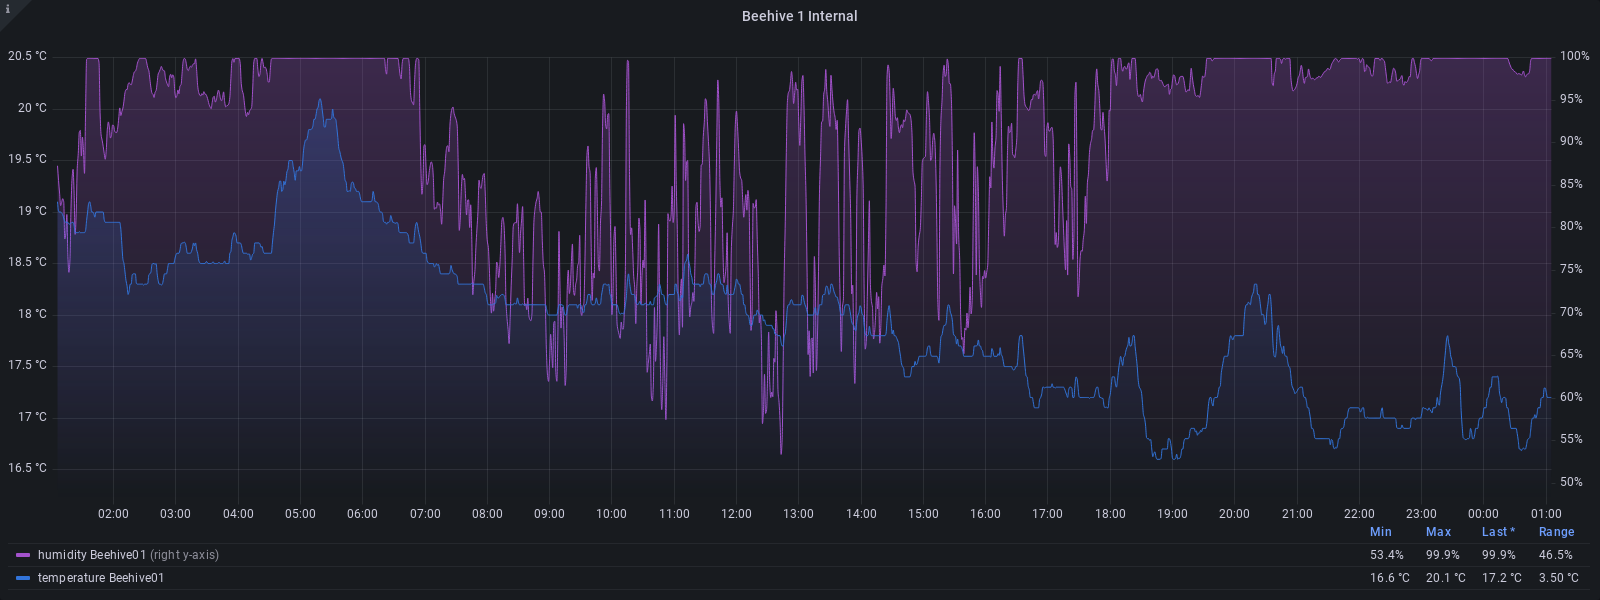 i
Beehive 1 Internal
20.5 °C
20 °C
19.5 °C
19 °C
18.5 °C
18 °C
17.5 °C
17 °C
16.5 °C
100%
95%
90%
85%
80%
75%
70%
65%
60%
55%
50%
02:00 03:00 04:00 05:00 06:00 07:00 08:00 09:00 10:00 11:00 12:00 13:00 14:00 15:00 16:00 17:00 18:00 19:00 20:00 21:00 22:00 23:00 00:00 01:00
Min Max Last * Range
humidity Beehive01 (right y-axis) 53.4% 99.9% 99.9% 46.5%
temperature Beehive01 16.6 °C 20.1 °C 17.2 °C 3.50 °C